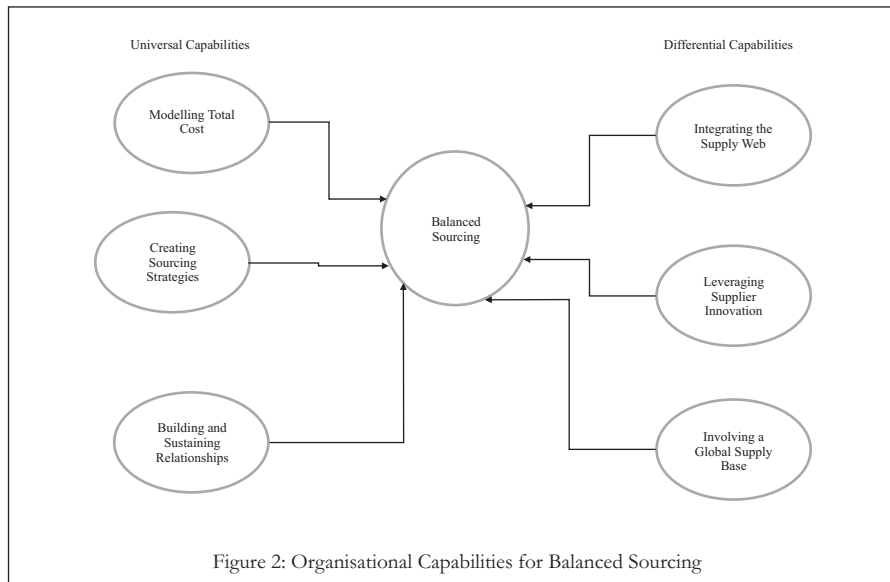 Universal Capabilities
Differential Capabilities
Modelling Total
Cost
Integrating the
Supply Web
Balanced
Sourcing
Creating
Sourcing
Strategies
Leveraging
Supplier
Innovation
Building and
Sustaining
Relationships
Involving a
Global Supply
Base
Figure 2: Organisational Capabilities for Balanced Sourcing